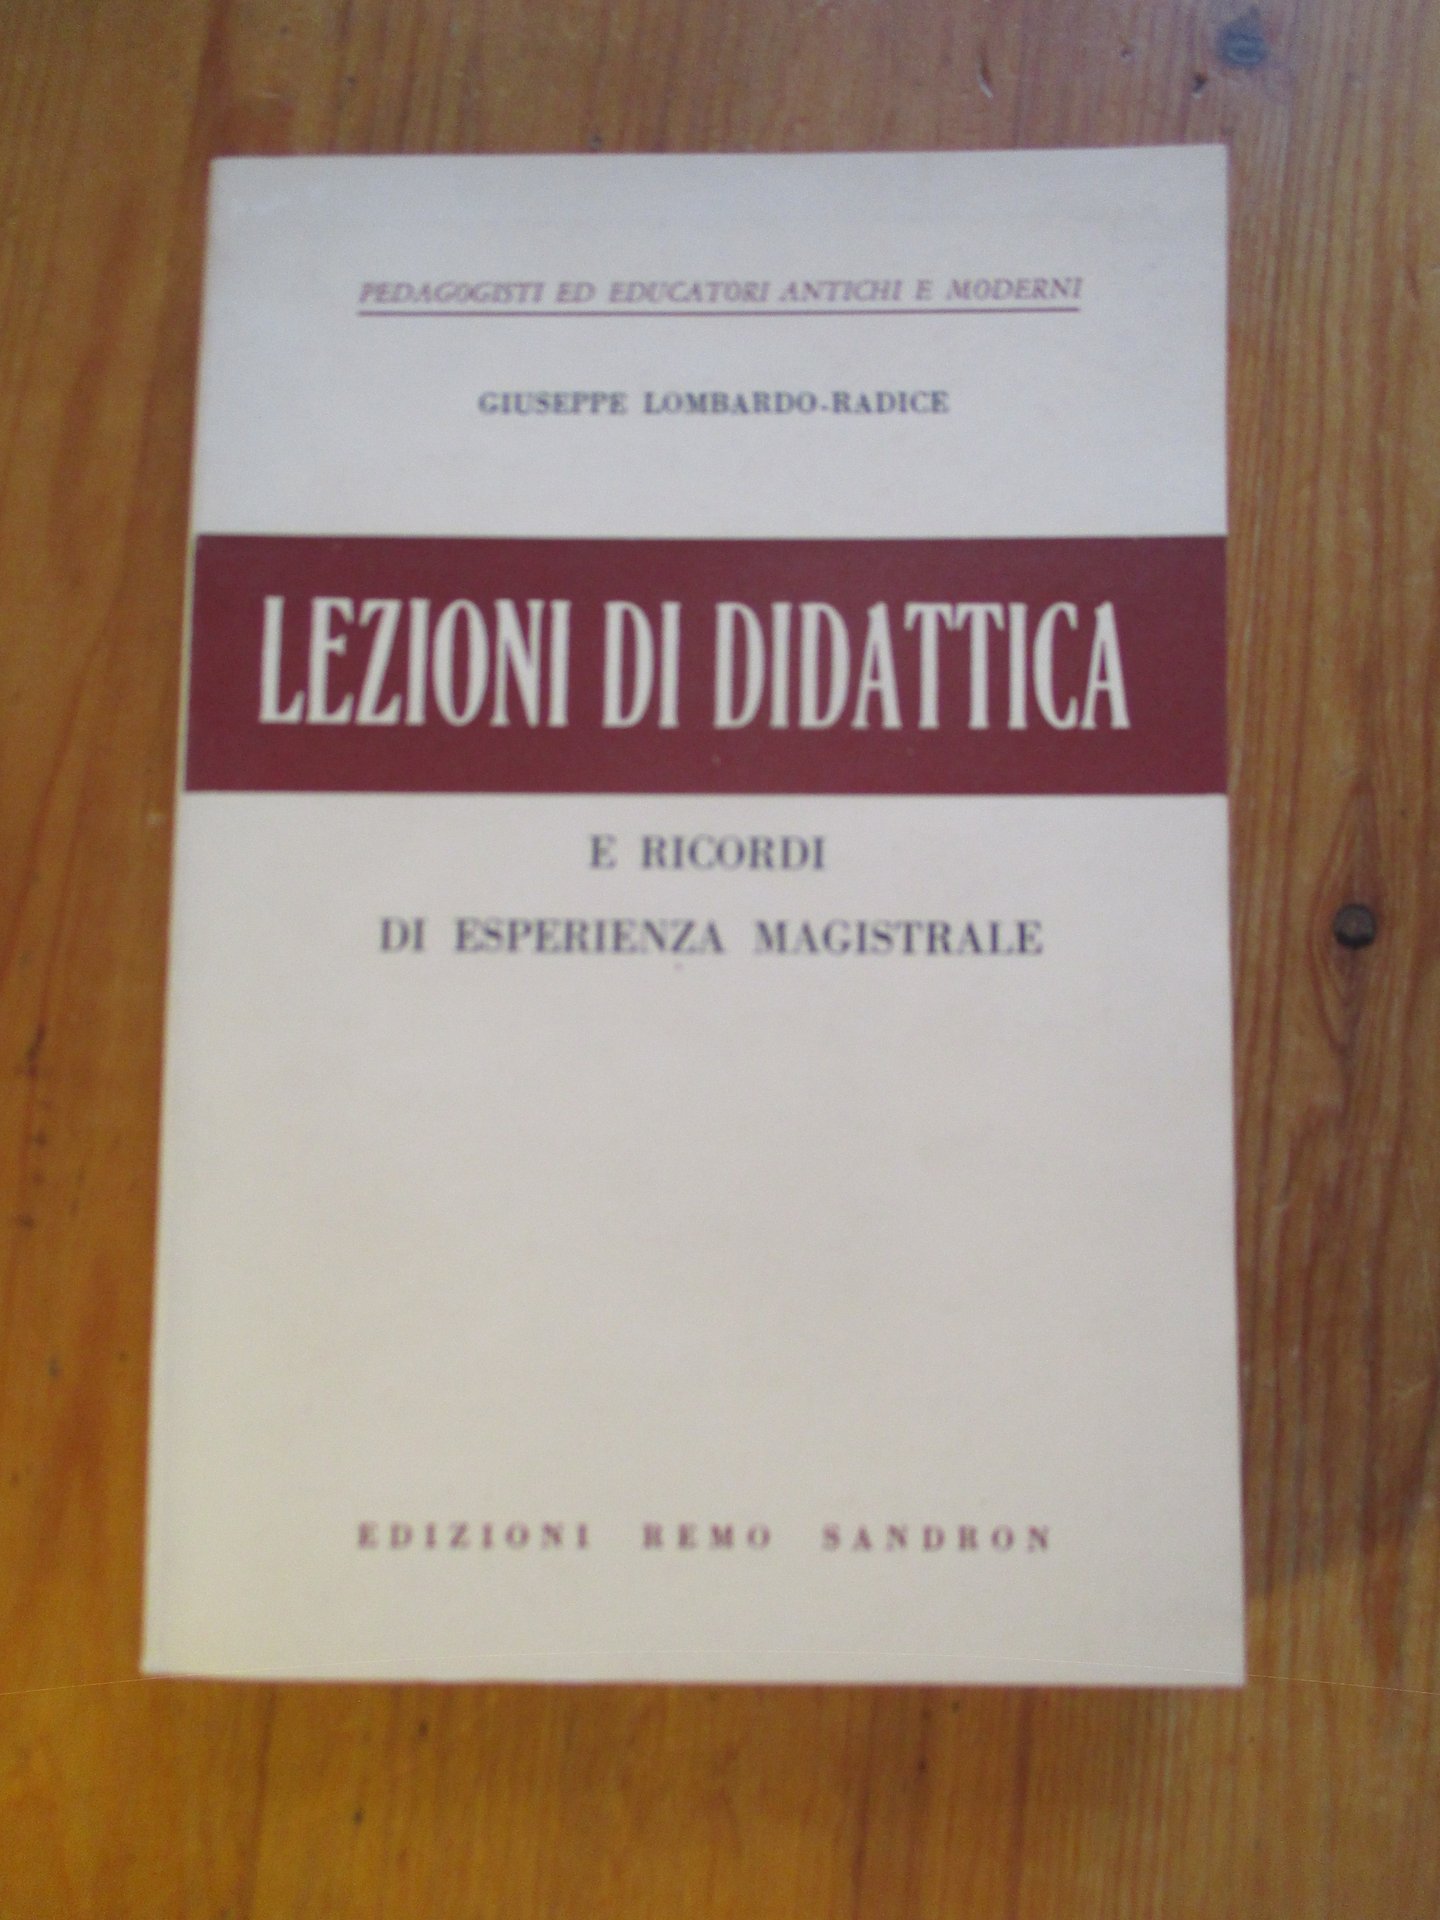 PEDAGOGISTI ED EDUCATORI ANTICHI E MODERNI
GIUSEPPE LOMBARDO-RADICE
LEZIONI DI DIDATTICA
E RICORDI
DI ESPERIENZA MAGISTRALE
EDIZIONI REMO SANDRON